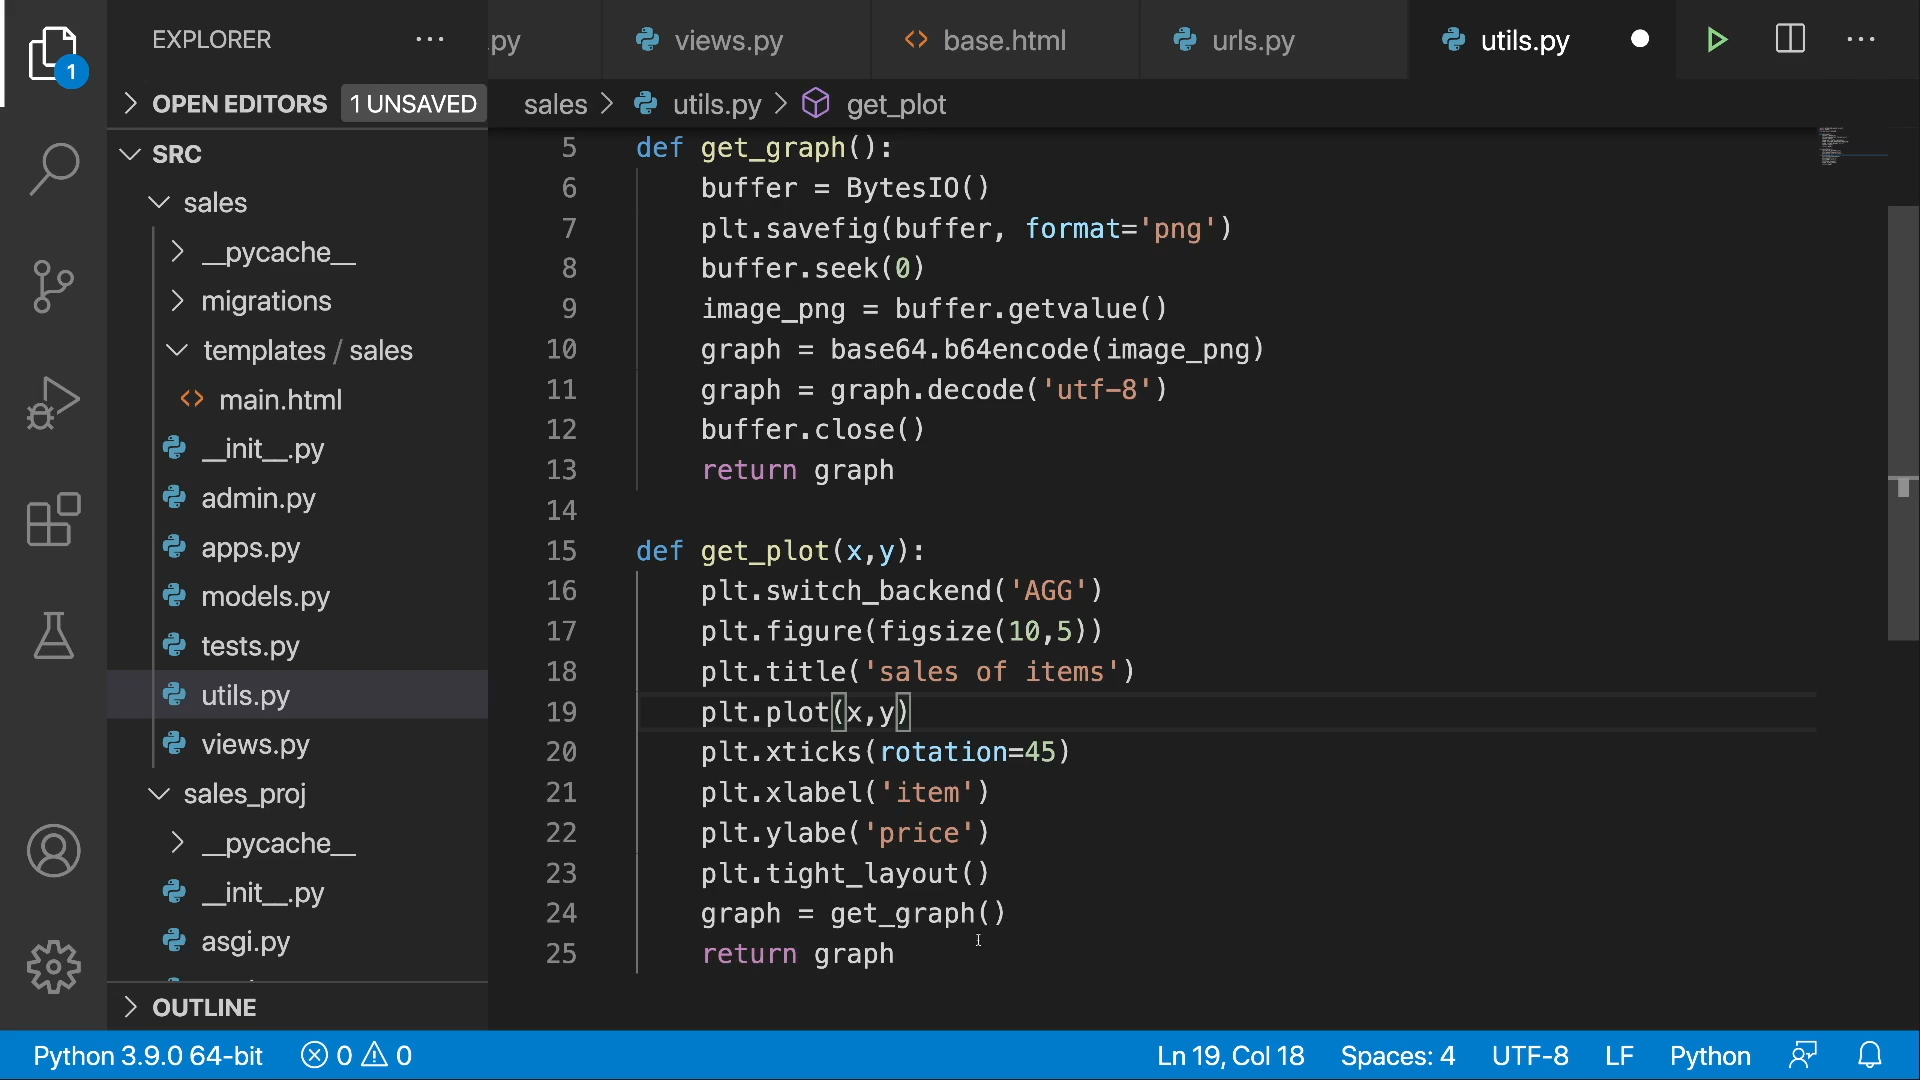 EXPLORER ...
.py
views.py
base.html
urls.py
utils.py
1
OPEN EDITORS 1 UNSAVED
sales > utils.py > get_plot
SRC
sales
__pycache__
migrations
templates / sales
main.html
__init__.py
admin.py
apps.py
models.py
tests.py
utils.py
views.py
sales_proj
__pycache__
__init__.py
asgi.py
OUTLINE
5 def get_graph():
6 buffer = BytesIO()
7 plt.savefig(buffer, format='png')
8 buffer.seek(0)
9 image_png = buffer.getvalue()
10 graph = base64.b64encode(image_png)
11 graph = graph.decode('utf-8')
12 buffer.close()
13 return graph
14
15 def get_plot(x,y):
16 plt.switch_backend('AGG')
17 plt.figure(figsize(10,5))
18 plt.title('sales of items')
19 plt.plot(x,y)
20 plt.xticks(rotation=45)
21 plt.xlabel('item')
22 plt.ylabe('price')
23 plt.tight_layout()
24 graph = get_graph()
25 return graph
Python 3.9.0 64-bit 0 0 Ln 19, Col 18 Spaces: 4 UTF-8 LF Python